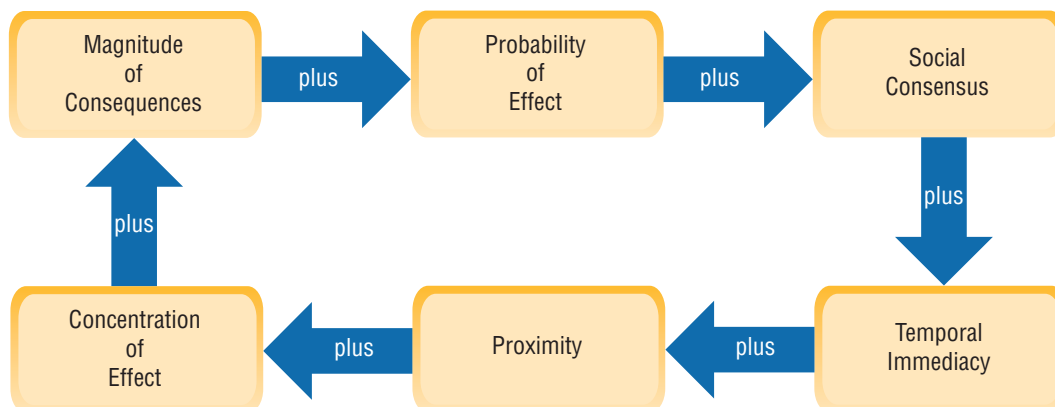 Magnitude
of
Consequences
plus
Probability
of
Effect
plus
Social
Consensus
plus
Temporal
Immediacy
plus
Proximity
plus
Concentration
of
Effect
plus